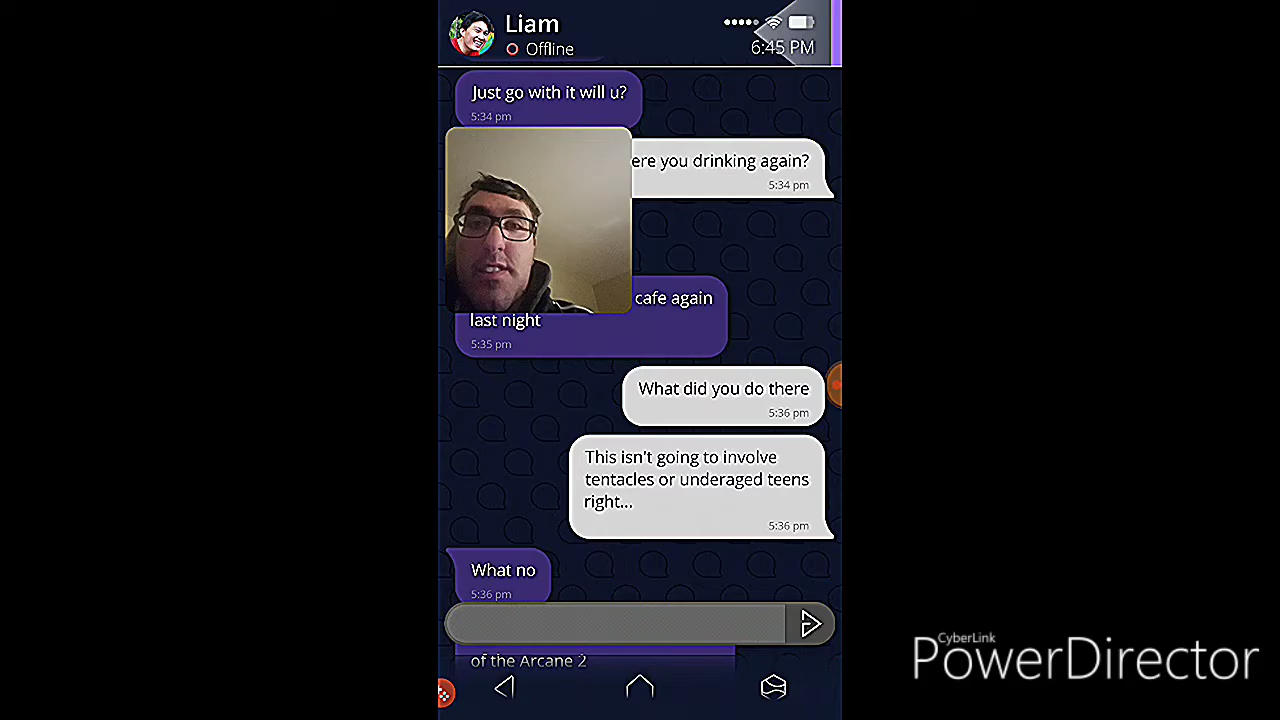 Liam
Offline
6:45 PM
Just go with it will u?
5:34 pm
ere you drinking again?
5:34 pm
cafe again
last night
5:35 pm
What did you do there
5:36 pm
This isn't going to involve
tentacles or underaged teens
right...
5:36 pm
What no
5:36 pm
of the Arcane 2
CyberLink
PowerDirector